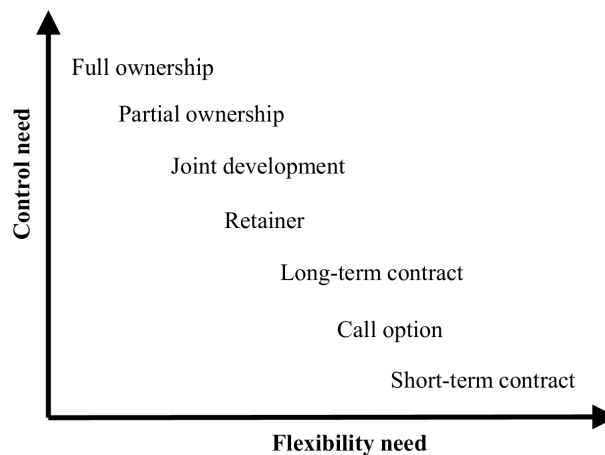 Full ownership
Partial ownership
Joint development
Retainer
Long-term contract
Call option
Short-term contract
Control need
Flexibility need